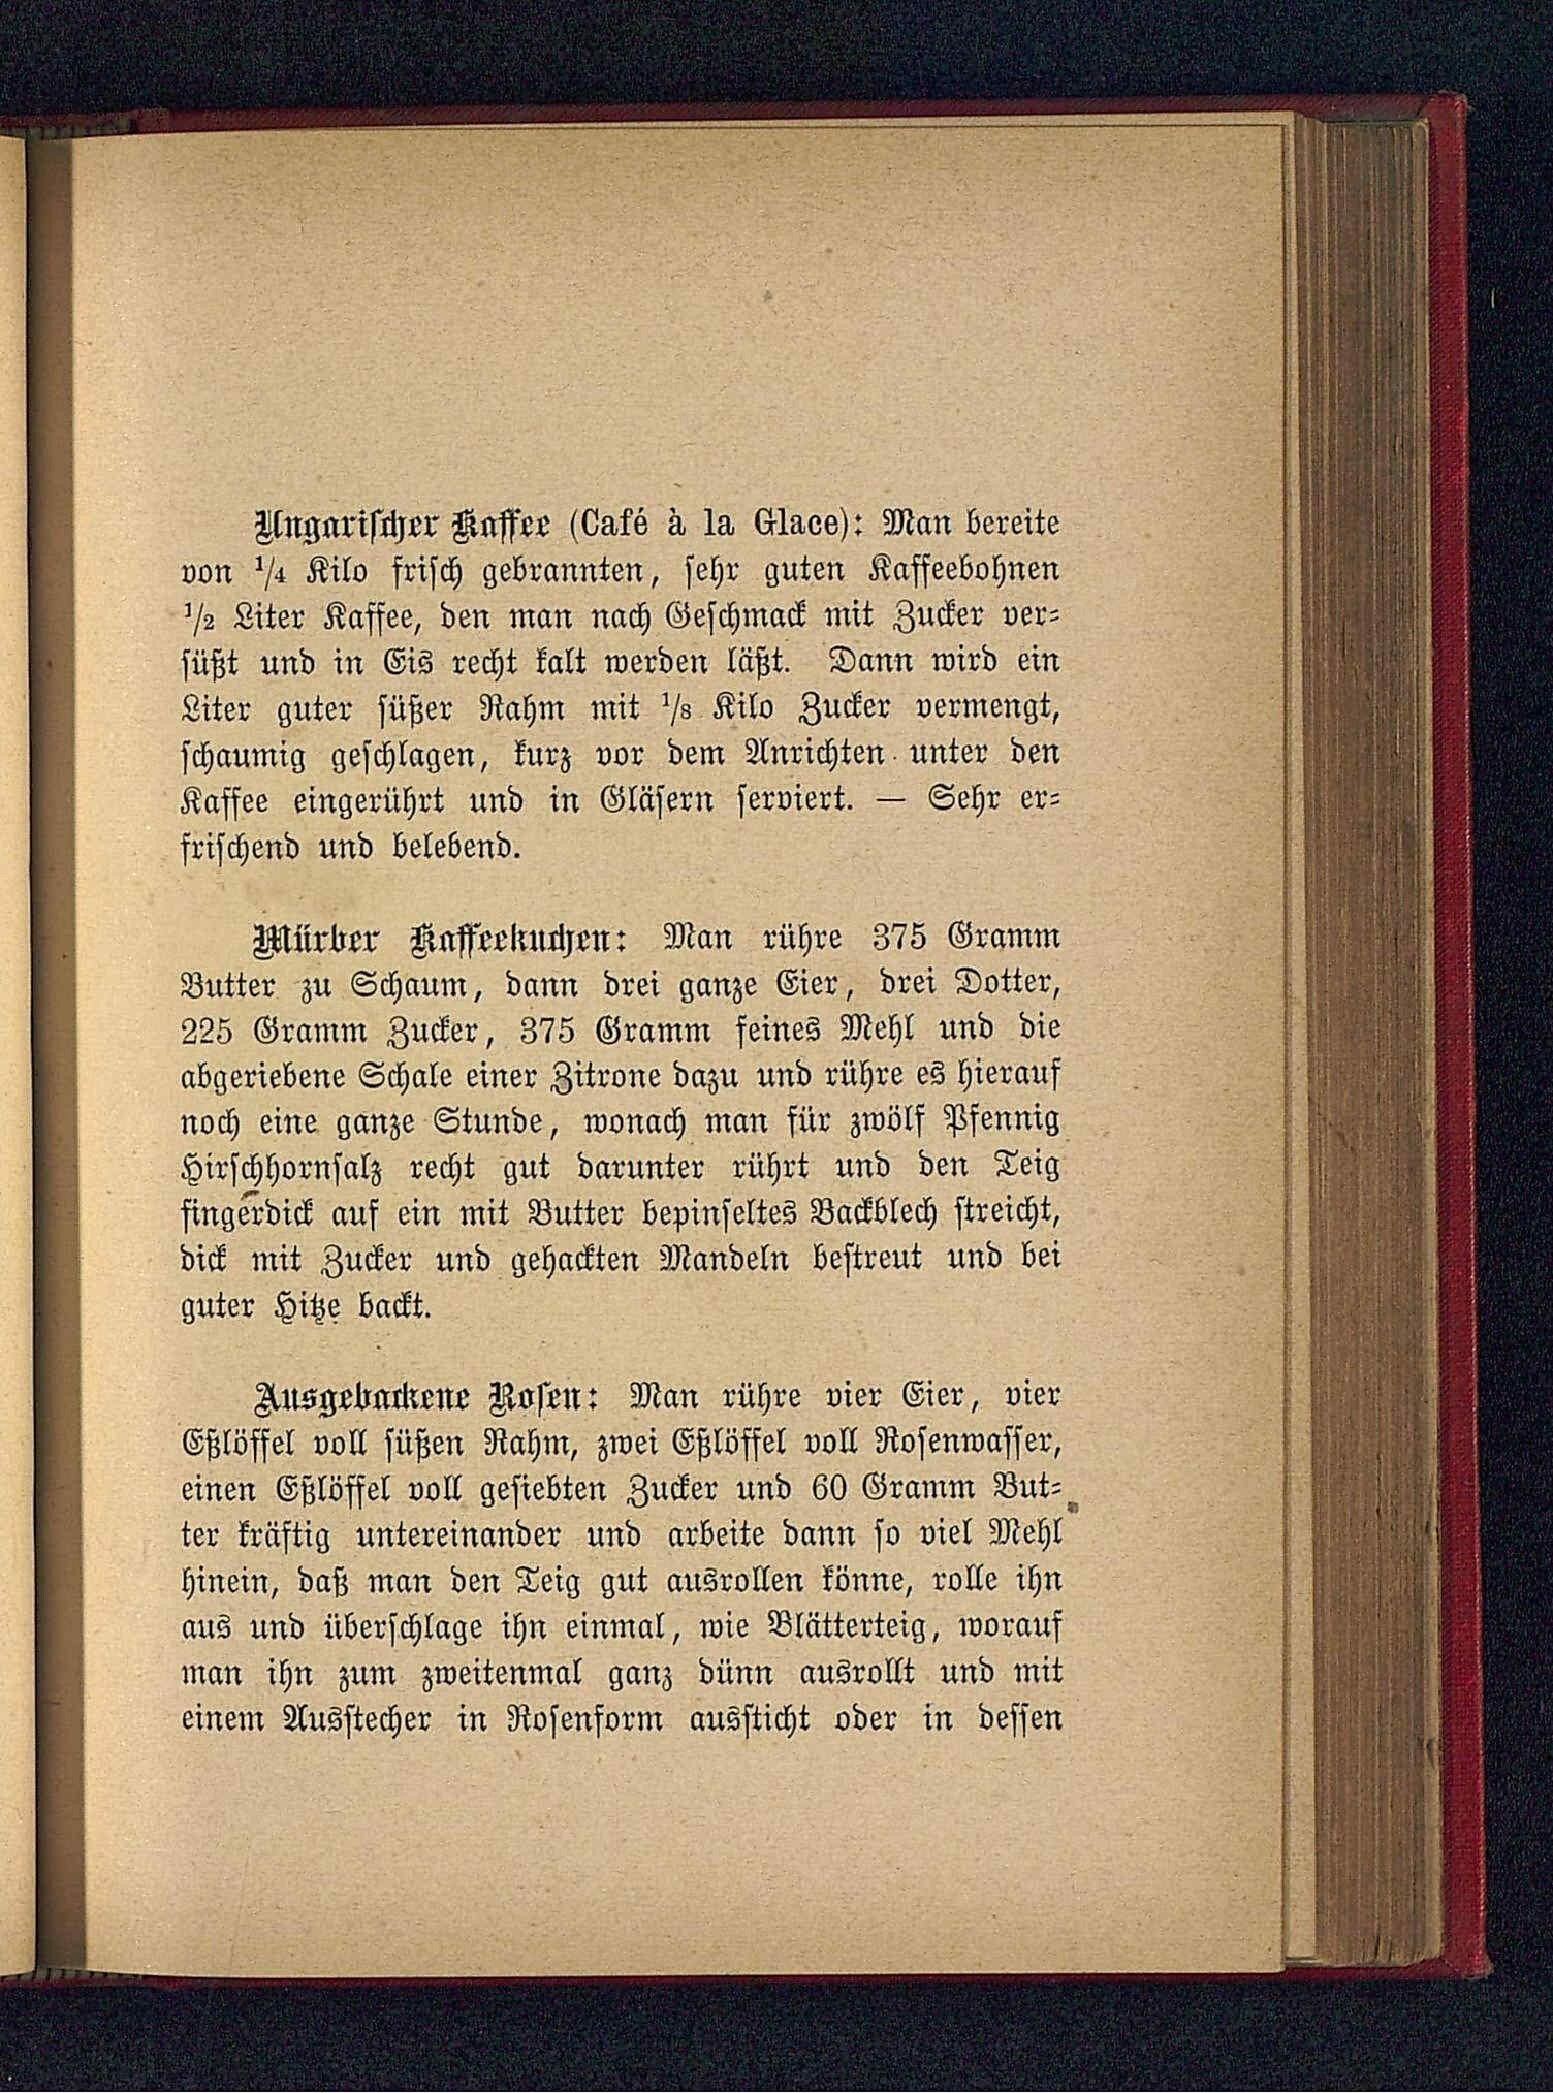 Ungarischer Kaffee (Café à la Glace): Man bereite
von 1/4 Kilo frisch gebrannten, sehr guten Kaffeebohnen
1/2 Liter Kaffee, den man nach Geschmack mit Zucker ver-
süßt und in Eis recht kalt werden läßt. Dann wird ein
Liter guter süßer Rahm mit 1/8 Kilo Zucker vermengt,
schaumig geschlagen, kurz vor dem Anrichten unter den
Kaffee eingerührt und in Gläsern serviert. — Sehr er-
frischend und belebend.
Mürber Kaffeekuchen: Man rühre 375 Gramm
Butter zu Schaum, dann drei ganze Eier, drei Dotter,
225 Gramm Zucker, 375 Gramm feines Mehl und die
abgeriebene Schale einer Zitrone dazu und rühre es hierauf
noch eine ganze Stunde, wonach man für zwölf Pfennig
Hirschhornsalz recht gut darunter rührt und den Teig
fingerdick auf ein mit Butter bepinseltes Backblech streicht,
dick mit Zucker und gehackten Mandeln bestreut und bei
guter Hitze backt.
Ausgebackene Rosen: Man rühre vier Eier, vier
Eßlöffel voll süßen Rahm, zwei Eßlöffel voll Rosenwasser,
einen Eßlöffel voll gesiebten Zucker und 60 Gramm But-
ter kräftig untereinander und arbeite dann so viel Mehl
hinein, daß man den Teig gut ausrollen könne, rolle ihn
aus und überschlage ihn einmal, wie Blätterteig, worauf
man ihn zum zweitenmal ganz dünn ausrollt und mit
einem Ausstecher in Rosenform aussticht oder in dessen